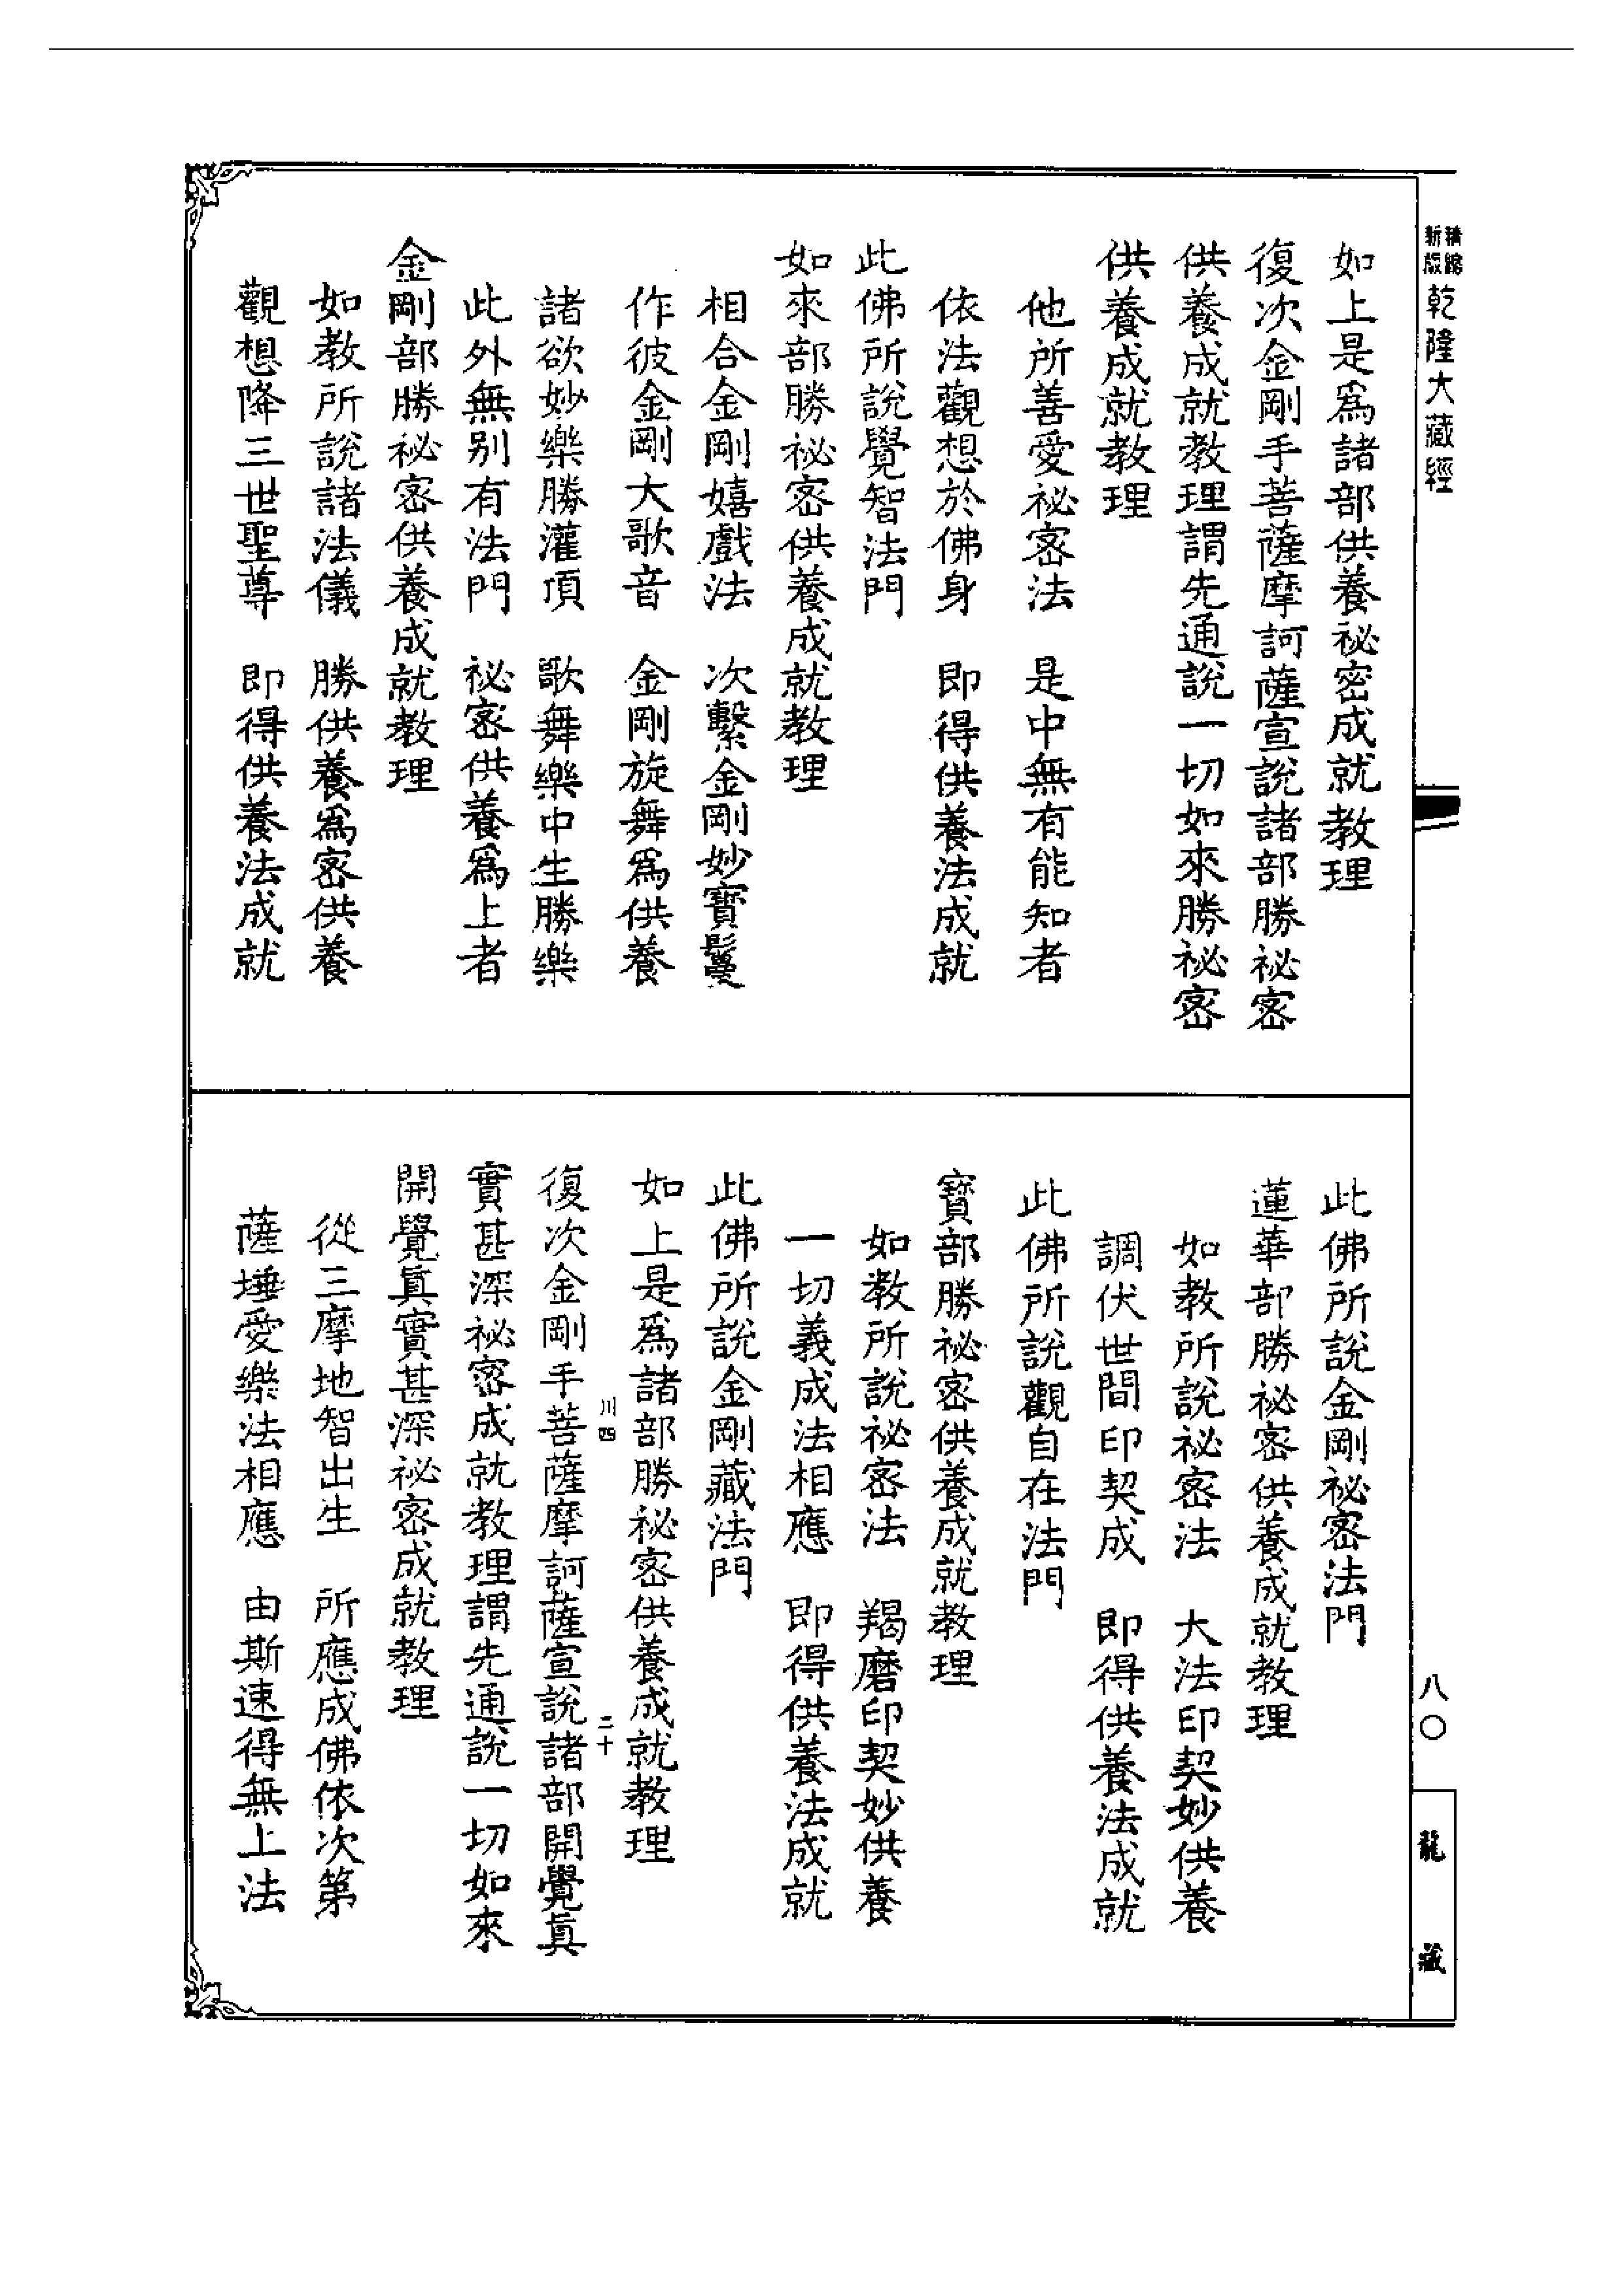 精縮
新版
乾隆大藏經
如上是爲諸部供養祕密成就教理
復次金剛手菩薩摩訶薩宣說諸部勝祕密
供養成就教理謂先通說一切如來勝祕密
供養成就教理
他所善愛祕密法　是中無有能知者
依法觀想於佛身　即得供養法成就
此佛所說覺智法門
如來部勝祕密供養成就教理
相合金剛嬉戲法　次繫金剛妙寶鬘
作彼金剛大歌音　金剛旋舞爲供養
諸欲妙樂勝灌頂　歌舞樂中生勝樂
此外無別有法門　祕密供養爲上者
金剛部勝祕密供養成就教理
如教所說諸法儀　勝供養爲密供養
觀想降三世聖尊　即得供養法成就
八〇
龍藏
此佛所說金剛祕密法門
蓮華部勝祕密供養成就教理
如教所說祕密法　大法印契妙供養
調伏世間印契成　即得供養法成就
此佛所說觀自在法門
寶部勝祕密供養成就教理
如教所說祕密法　羯磨印契妙供養
一切義成法相應　即得供養法成就
此佛所說金剛藏法門
如上是爲諸部勝祕密供養成就教理
川四　二十
復次金剛手菩薩摩訶薩宣說諸部開覺眞
實甚深祕密成就教理謂先通說一切如來
開覺眞實甚深祕密成就教理
從三摩地智出生　所應成佛依次第
薩埵愛樂法相應　由斯速得無上法